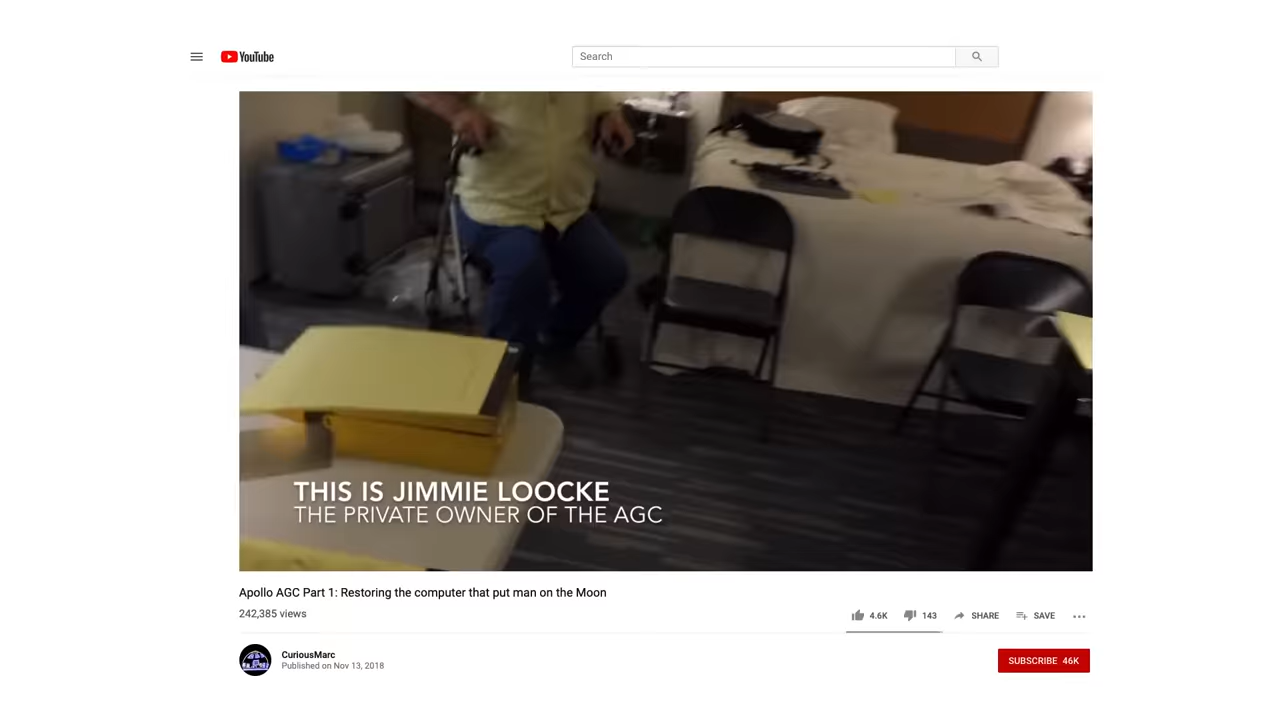 YouTube
Search
THIS IS JIMMIE LOOCKE
THE PRIVATE OWNER OF THE AGC
Apollo AGC Part 1: Restoring the computer that put man on the Moon
242,385 views
4.6K 143 SHARE SAVE
CuriousMarc
Published on Nov 13, 2018
SUBSCRIBE 46K